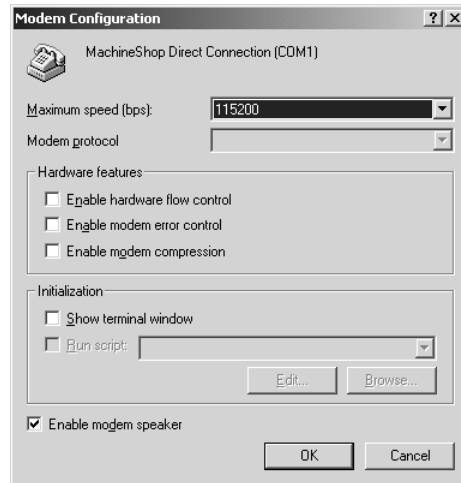 Modem Configuration
MachineShop Direct Connection (COM1)
Maximum speed (bps): 115200
Modem protocol
Hardware features
Enable hardware flow control
Enable modem error control
Enable modem compression
Initialization
Show terminal window
Run script:
Edit... Browse...
Enable modem speaker
OK Cancel